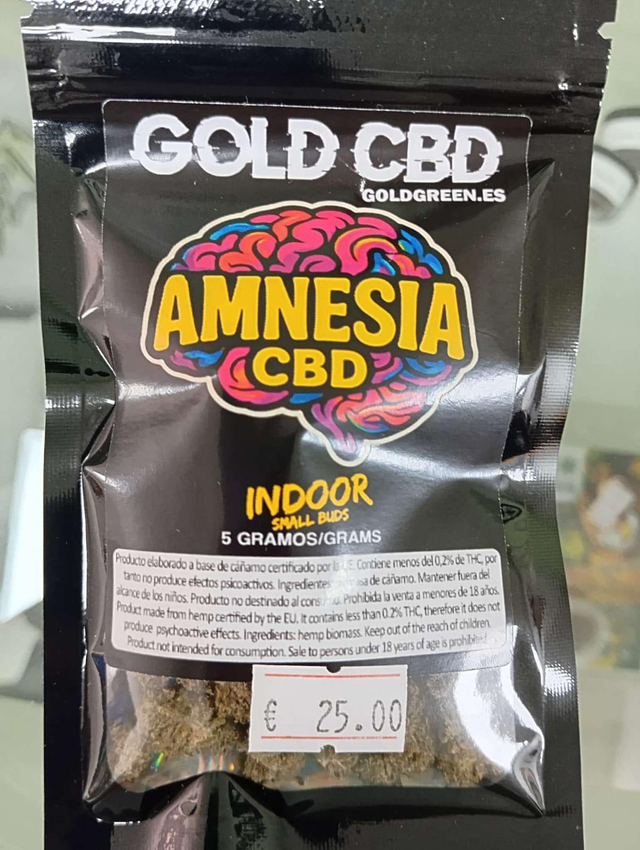 GOLD CBD
GOLDGREEN.ES
AMNESIA
CBD
INDOOR
SMALL BUDS
5 GRAMOS/GRAMS
Producto elaborado a base de cáñamo certificado por la UE. Contiene menos del 0,2% de THC, por
tanto no produce efectos psicoactivos. Ingredientes: de cáñamo. Mantener fuera del
alcance de los niños. Producto no destinado al Prohibida la venta a menores de 18 años.
Product made from hemp certified by the EU. It contains less than 0.2% THC, therefore it does not
produce psychoactive effects. Ingredients: hemp biomass. Keep out of the reach of children.
Product not intended for consumption. Sale to persons under 18 years of age is prohibited
€ 25.00